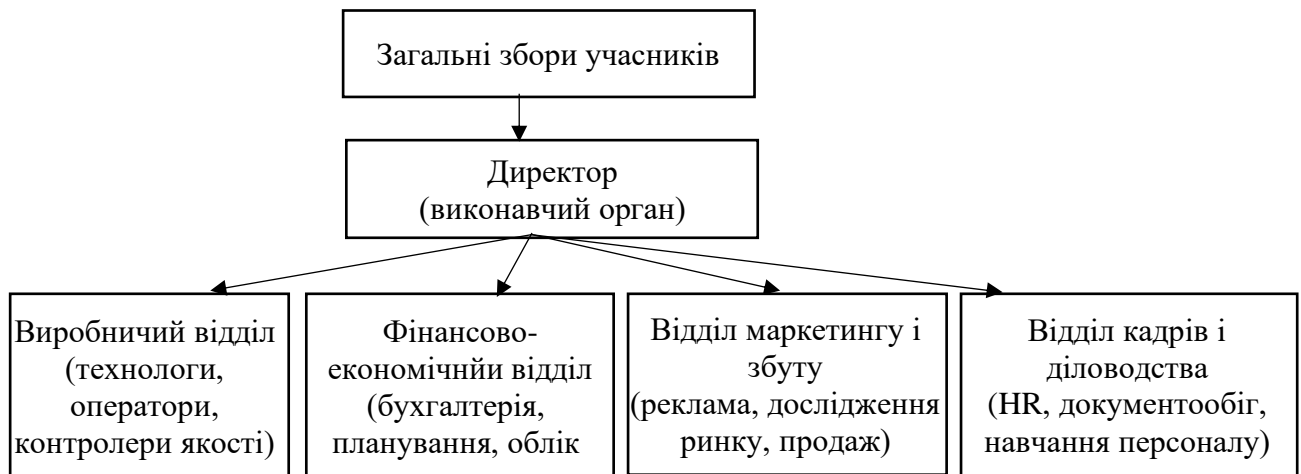 Загальні збори учасників
Директор
(виконавчий орган)
Виробничий відділ
(технологи,
оператори,
контролери якості)
Фінансово-
економічнйи відділ
(бухгалтерія,
планування, облік
Відділ маркетингу і
збуту
(реклама, дослідження
ринку, продаж)
Відділ кадрів і
діловодства
(HR, документообіг,
навчання персоналу)